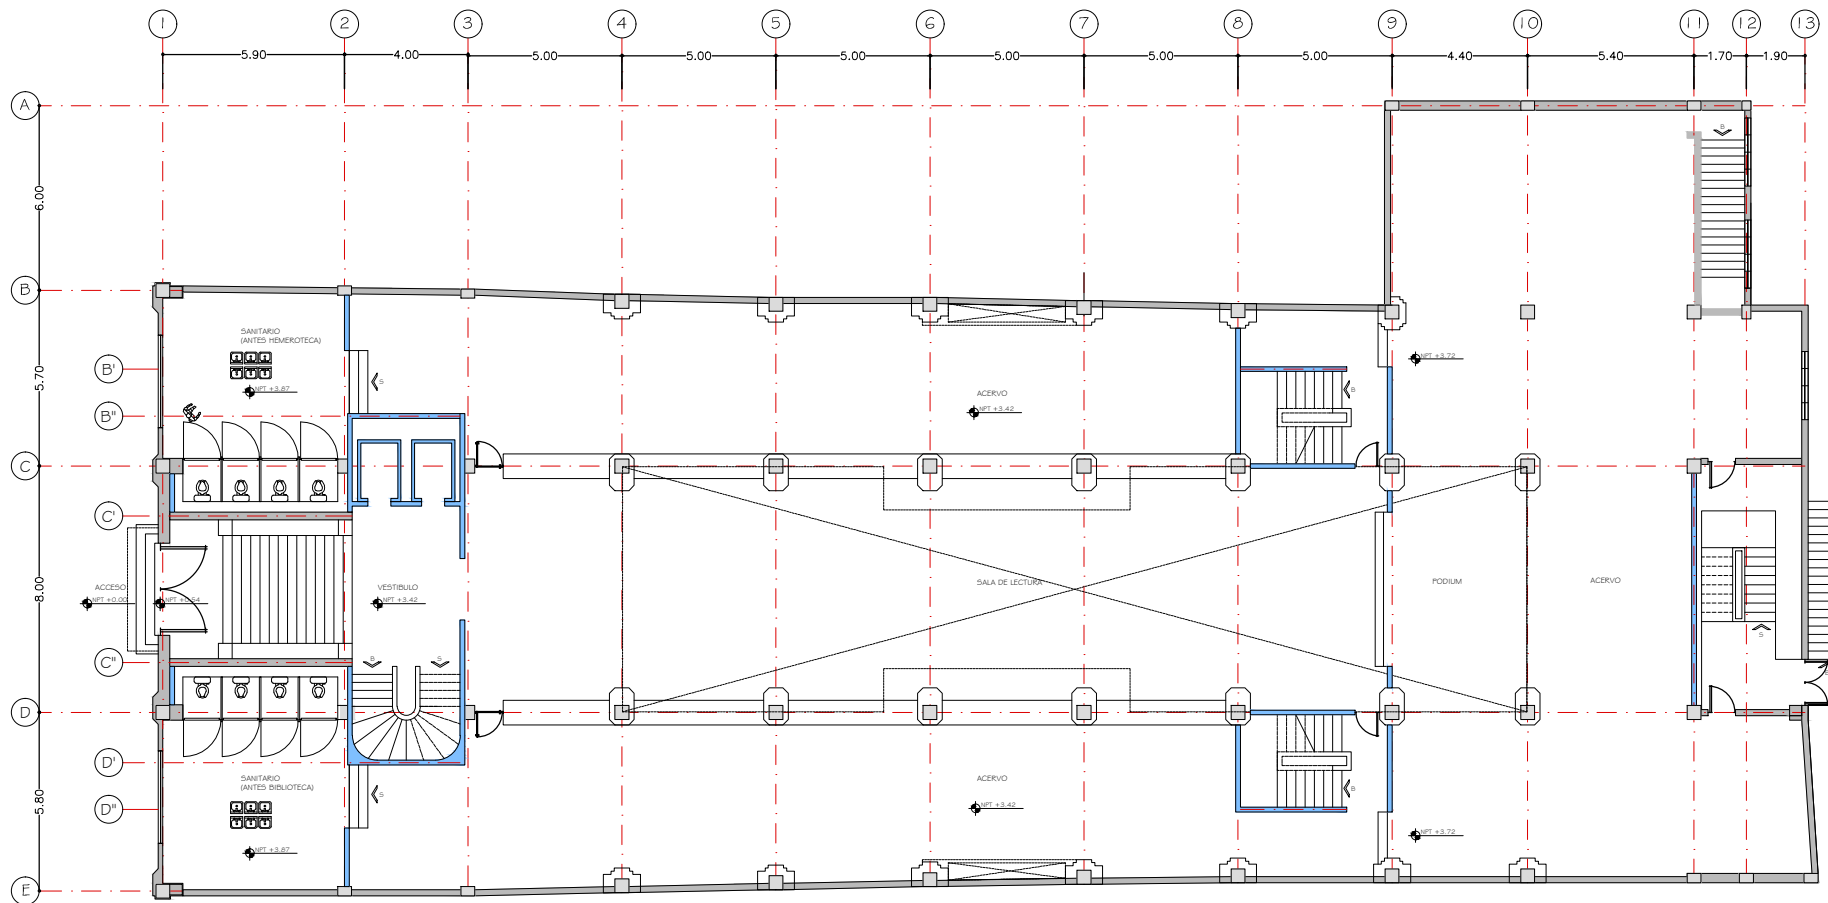 1 2 3 4 5 6 7 8 9 10 11 12 13
5.90 4.00 5.00 5.00 5.00 5.00 5.00 5.00 4.40 5.40 1.70 1.90
A
B
6.00
B
SANITARIO
(ANTES HEMEROTECA)
NPT +3.72
B'
5.70
S
NPT +3.87
B
ACERVO
NPT +3.42
B"
C
C'
ACCESO
VESTIBULO
SALA DE LECTURA
PODIUM
ACERVO
8.00
NPT +0.00
NPT +0.54
NPT +3.42
S
C"
B
S
D
D'
SANITARIO
(ANTES BIBLIOTECA)
ACERVO
S
B
D"
5.80
NPT +3.42
NPT +3.72
NPT +3.87
E